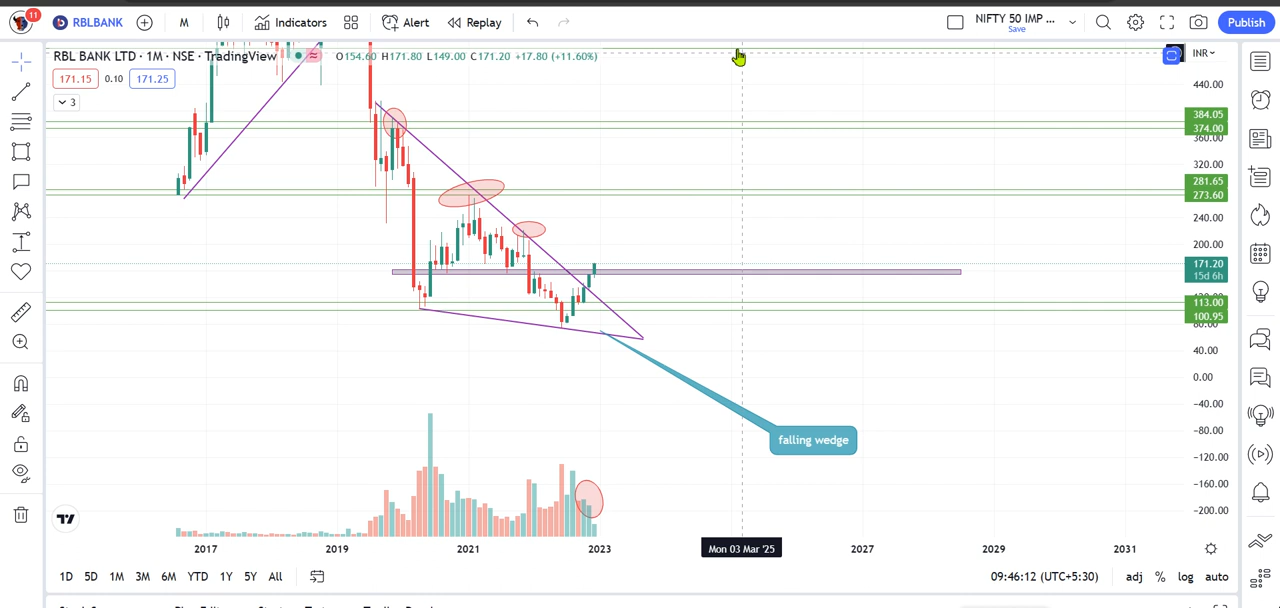 11
RBLBANK
M
Indicators
Alert
Replay
NIFTY 50 IMP ...
Save
Publish
RBL BANK LTD · 1M · NSE · TradingView
O154.60 H171.80 L149.00 C171.20 +17.80 (+11.60%)
INR
171.15
0.10
171.25
3
440.00
384.05
374.00
360.00
320.00
281.65
273.60
240.00
200.00
171.20
15d 6h
113.00
100.95
80.00
40.00
0.00
−40.00
−80.00
−120.00
−160.00
−200.00
falling wedge
2017
2019
2021
2023
Mon 03 Mar '25
2027
2029
2031
1D
5D
1M
3M
6M
YTD
1Y
5Y
All
09:46:12 (UTC+5:30)
adj
%
log
auto